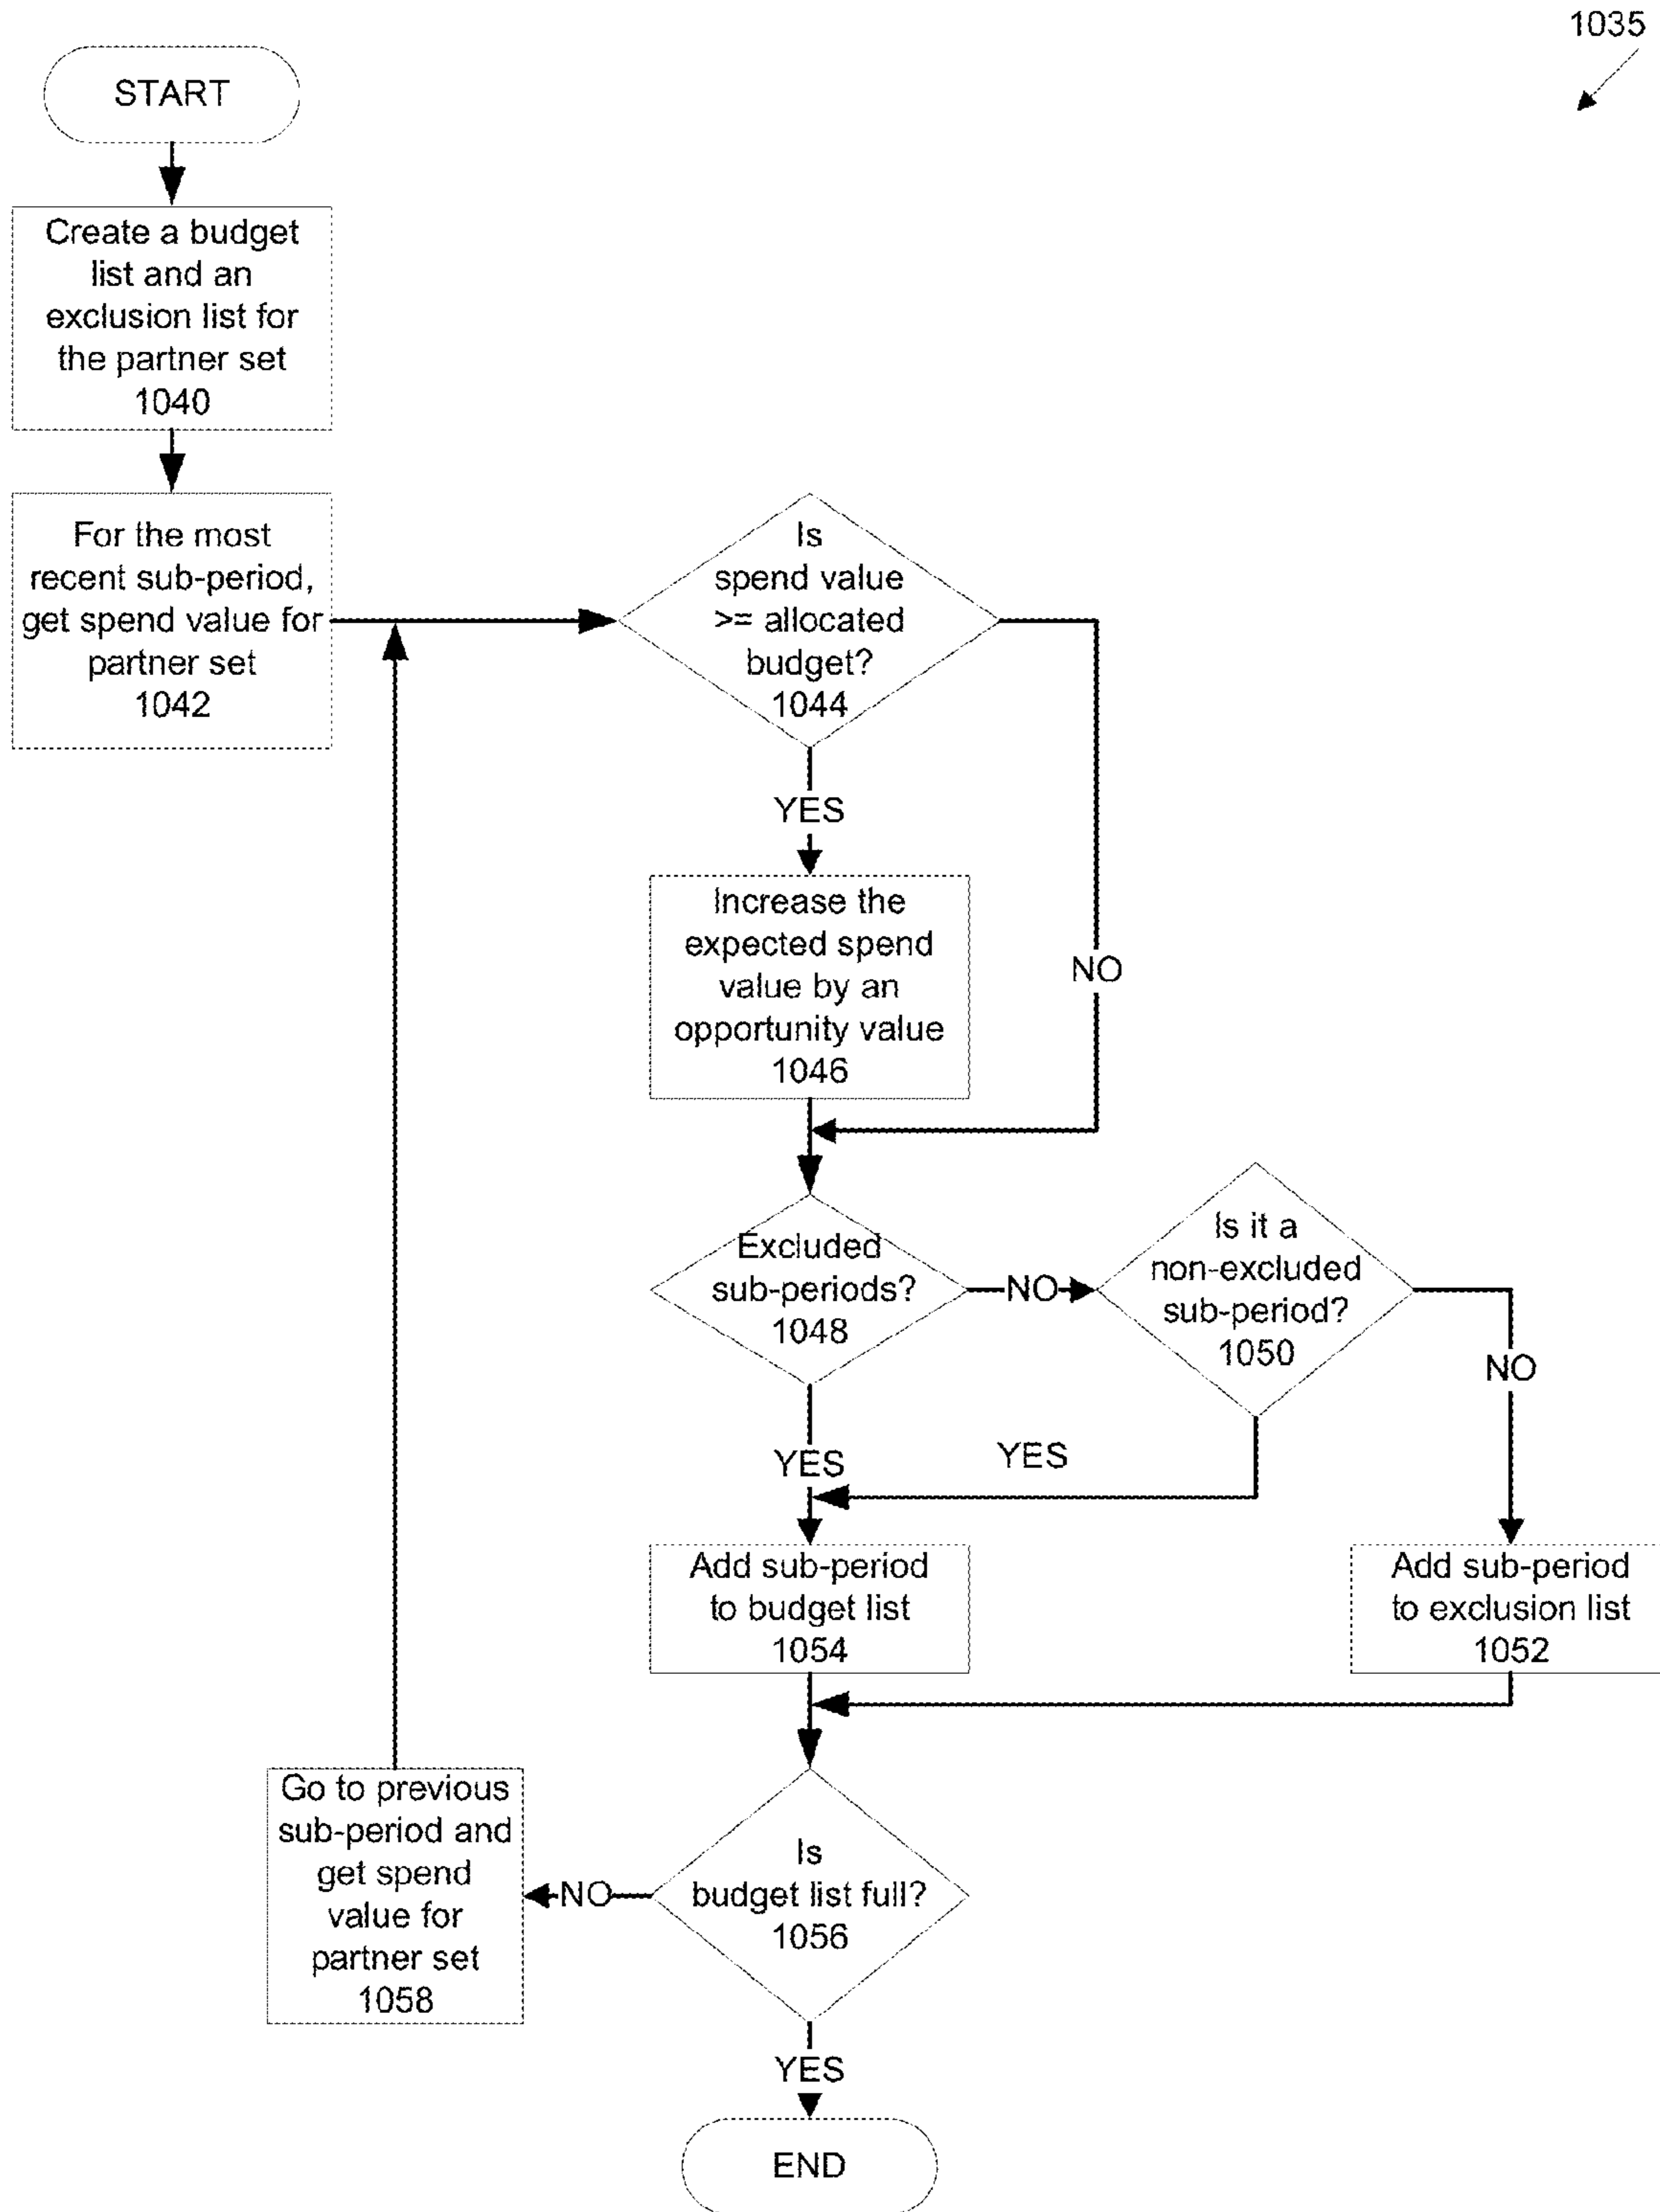 1035
START
Create a budget
list and an
exclusion list for
the partner set
1040
For the most
recent sub-period,
get spend value for
partner set
1042
Is
spend value
>= allocated
budget?
1044
YES
NO
Increase the
expected spend
value by an
opportunity value
1046
Excluded
sub-periods?
1048
NO
Is it a
non-excluded
sub-period?
1050
NO
YES
YES
Add sub-period
to budget list
1054
Add sub-period
to exclusion list
1052
Go to previous
sub-period and
get spend
value for
partner set
1058
NO
Is
budget list full?
1056
YES
END